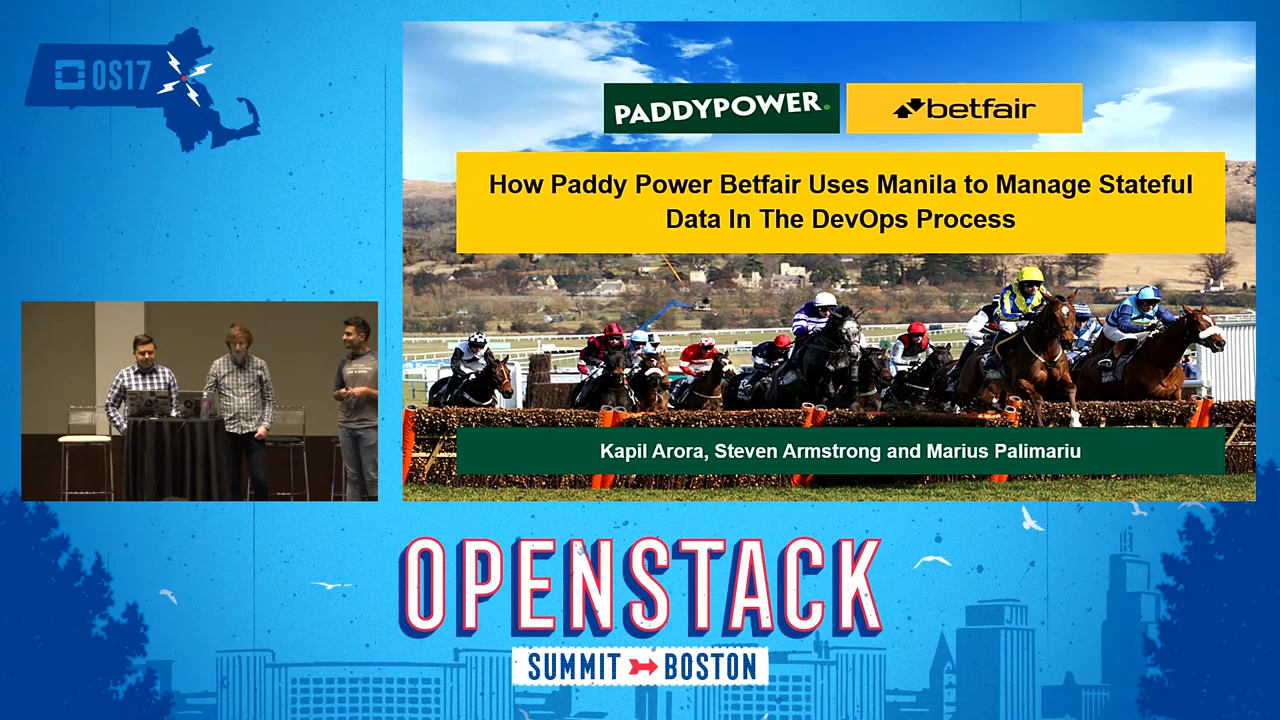 OS17
PADDYPOWER.
betfair
How Paddy Power Betfair Uses Manila to Manage Stateful
Data In The DevOps Process
Kapil Arora, Steven Armstrong and Marius Palimariu
OPENSTACK
SUMMIT BOSTON